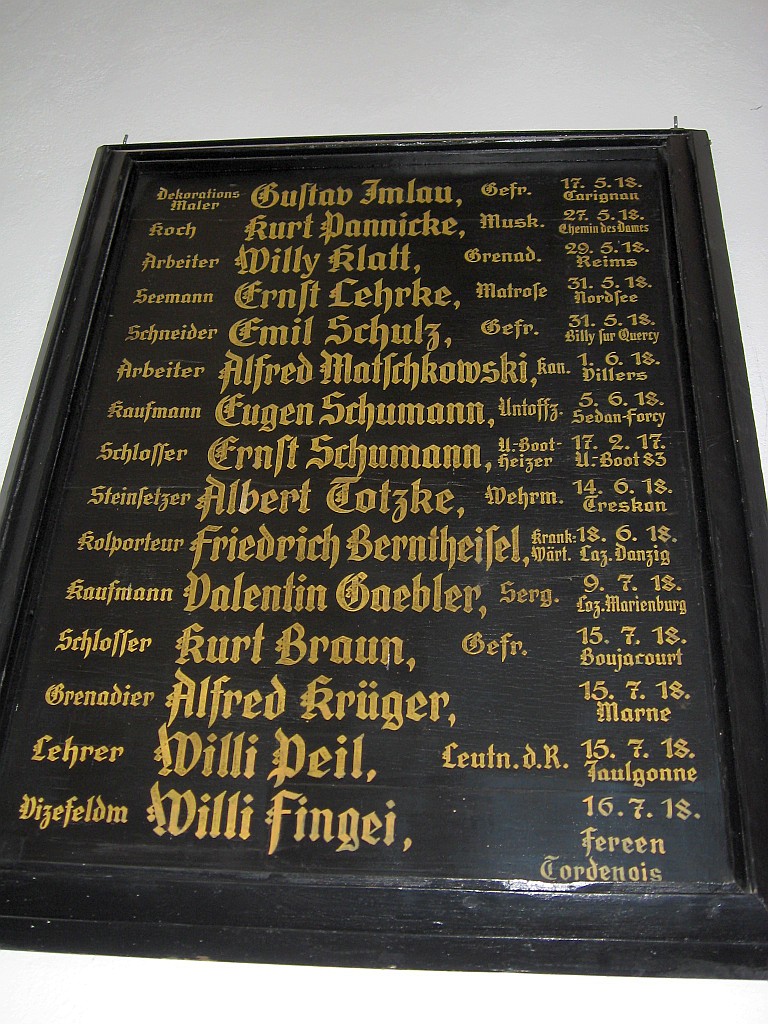 Dekorations Maler Gustav Imlau, Gefr. 17. 5. 18. Carignau
Koch Kurt Pannicke, Musk. 27. 5. 18. Chemin des Dames
Arbeiter Willy Klatt, Grenad. 29. 5. 18. Reims
Seemann Ernst Lehrke, Matrose 31. 5. 18. Nordsee
Schneider Emil Schulz, Gefr. 31. 5. 18. Billy sur Quercy
Arbeiter Alfred Matschkowski, Kan. 1. 6. 18. Villers
Kaufmann Eugen Schumann, Untoffz. 5. 6. 18. Sedan-Forcy
Schlosser Ernst Schumann, U-Boot-Heizer 17. 2. 17. U-Boot 83
Steinsetzer Albert Totzke, Wehrm. 14. 6. 18. Treskon
Kolporteur Friedrich Berntheisel, Krank-Wärt. 18. 6. 18. Laz. Danzig
Kaufmann Valentin Gaebler, Serg. 9. 7. 18. Loz. Marienburg
Schlosser Kurt Braun, Gefr. 15. 7. 18. Boujacourt
Grenadier Alfred Krüger, 15. 7. 18. Marne
Lehrer Willi Peil, Leutn. d. R. 15. 7. 18. Jaulgonne
Vizefeldm Willi Fingei, 16. 7. 18. Fereen Tordenois